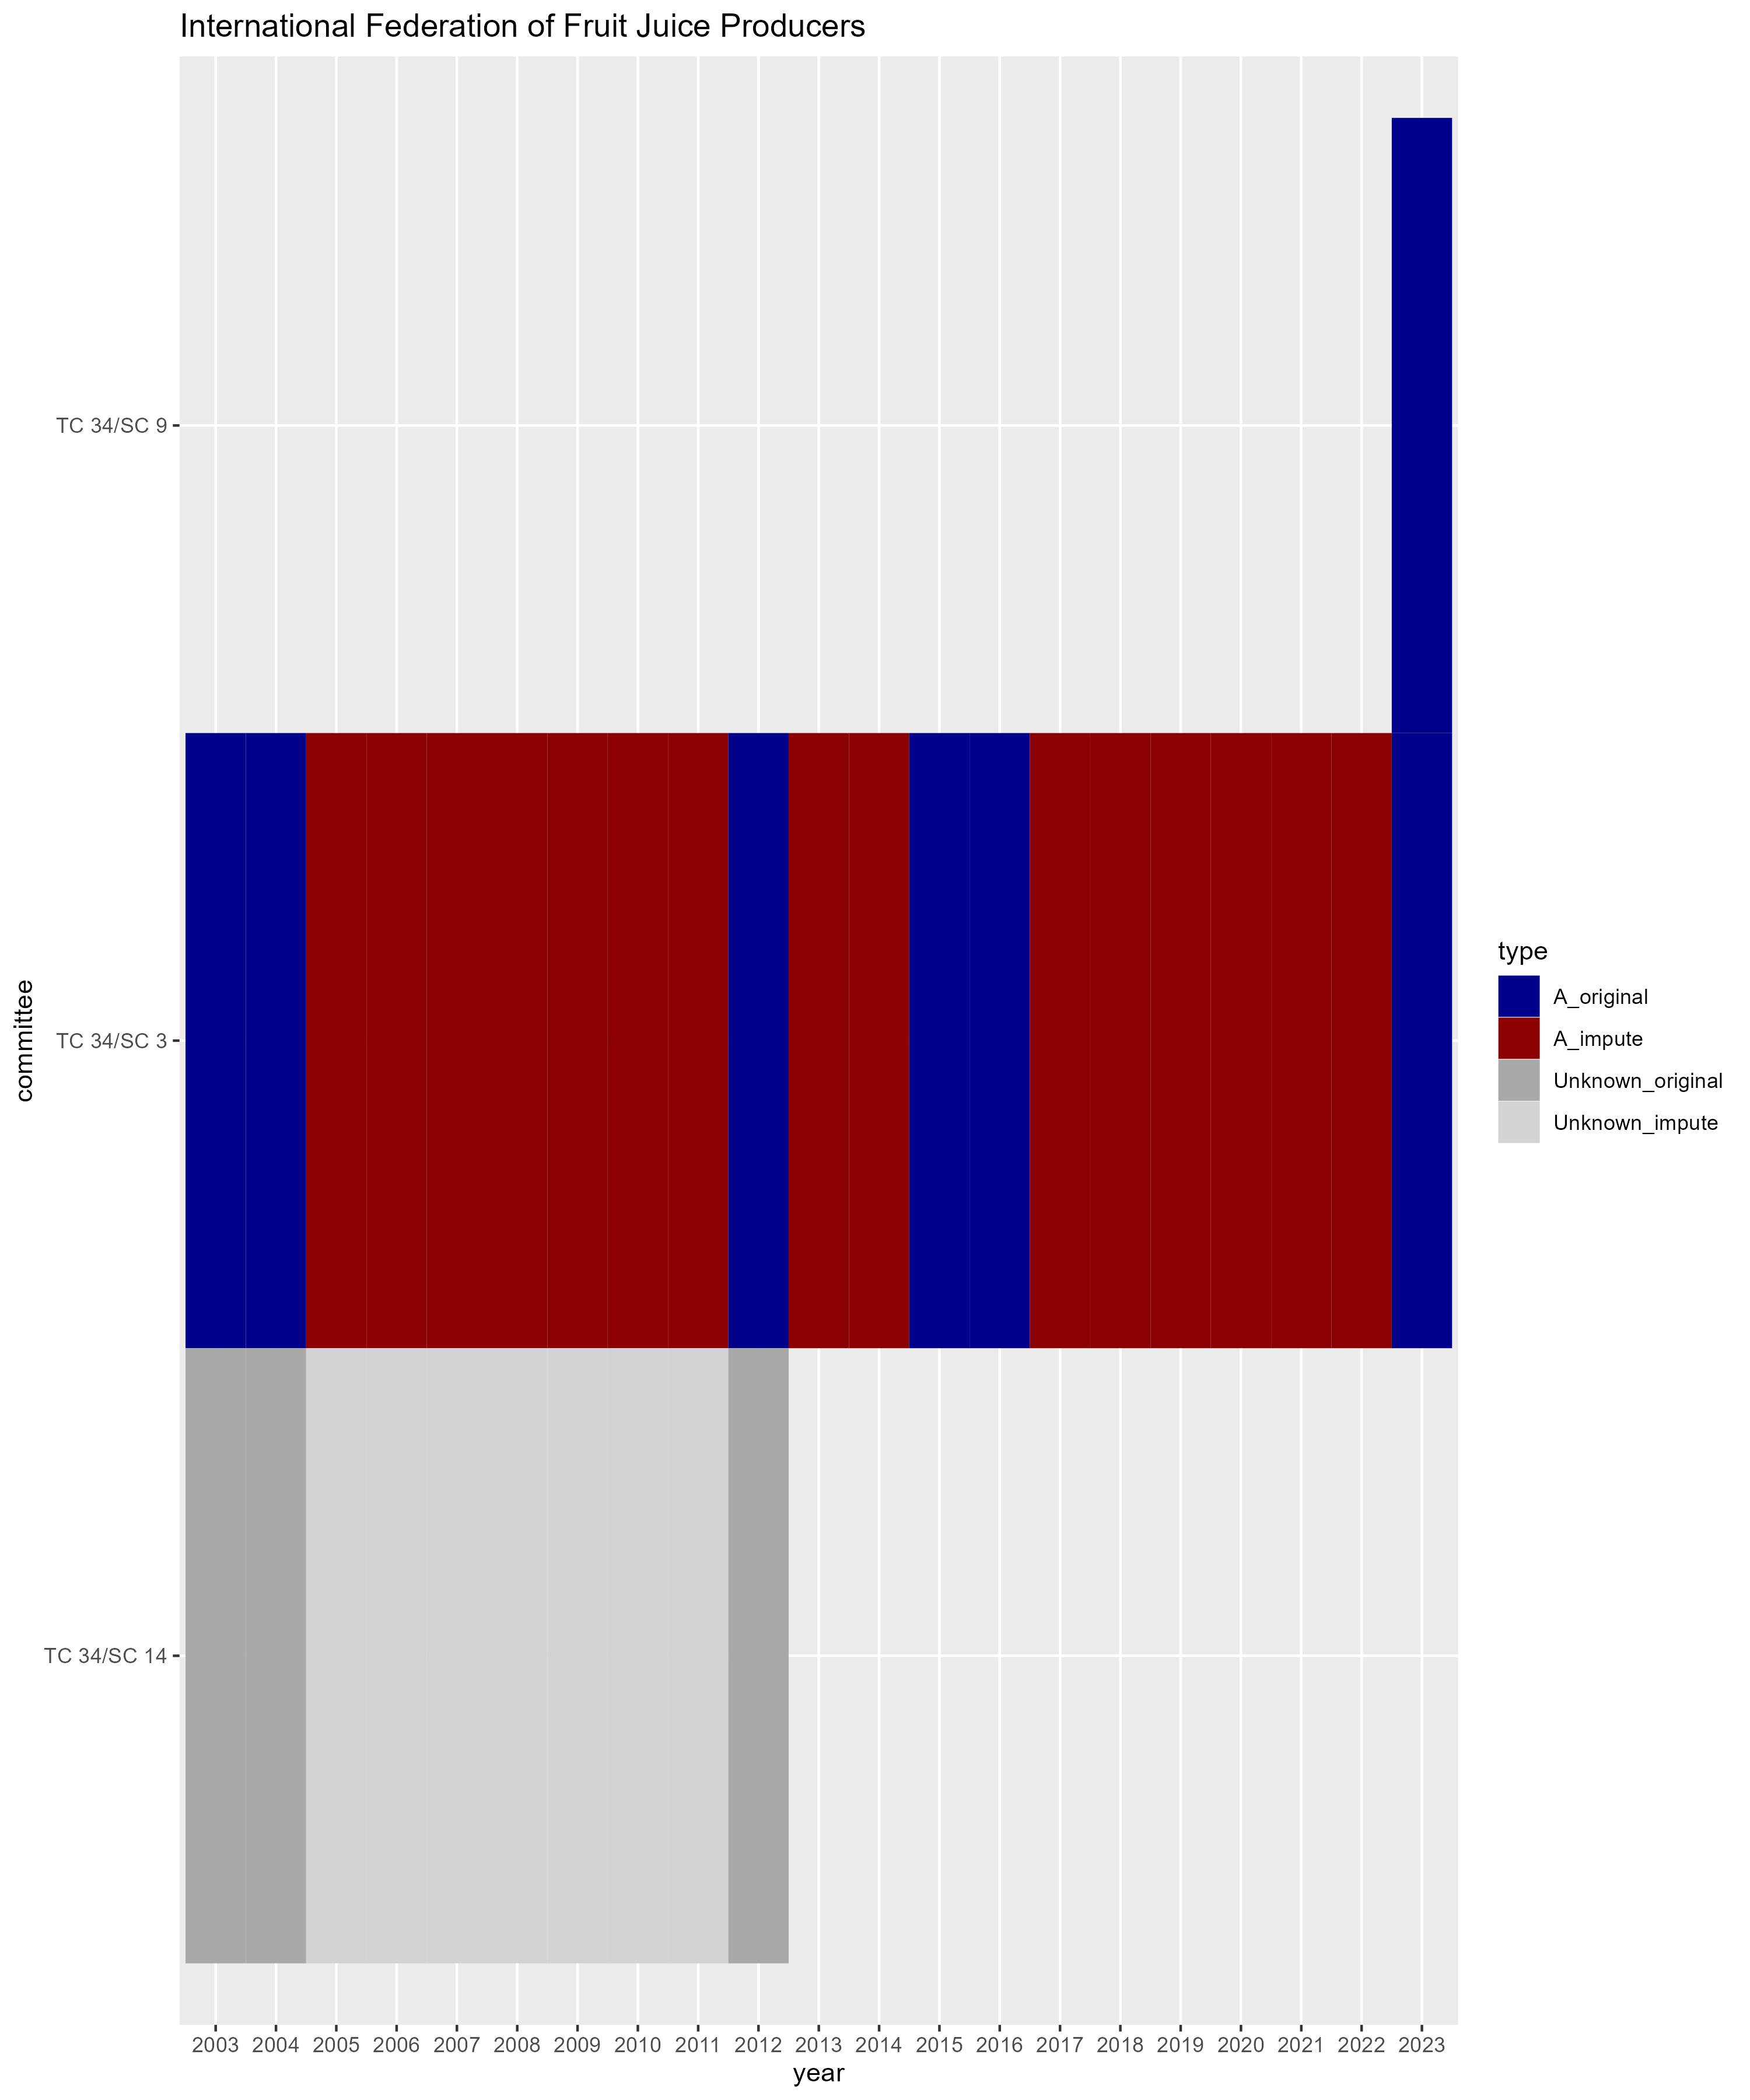 International Federation of Fruit Juice Producers
committee
TC 34/SC 9
TC 34/SC 3
TC 34/SC 14
2003 2004 2005 2006 2007 2008 2009 2010 2011 2012 2013 2014 2015 2016 2017 2018 2019 2020 2021 2022 2023
year
type
A_original
A_impute
Unknown_original
Unknown_impute